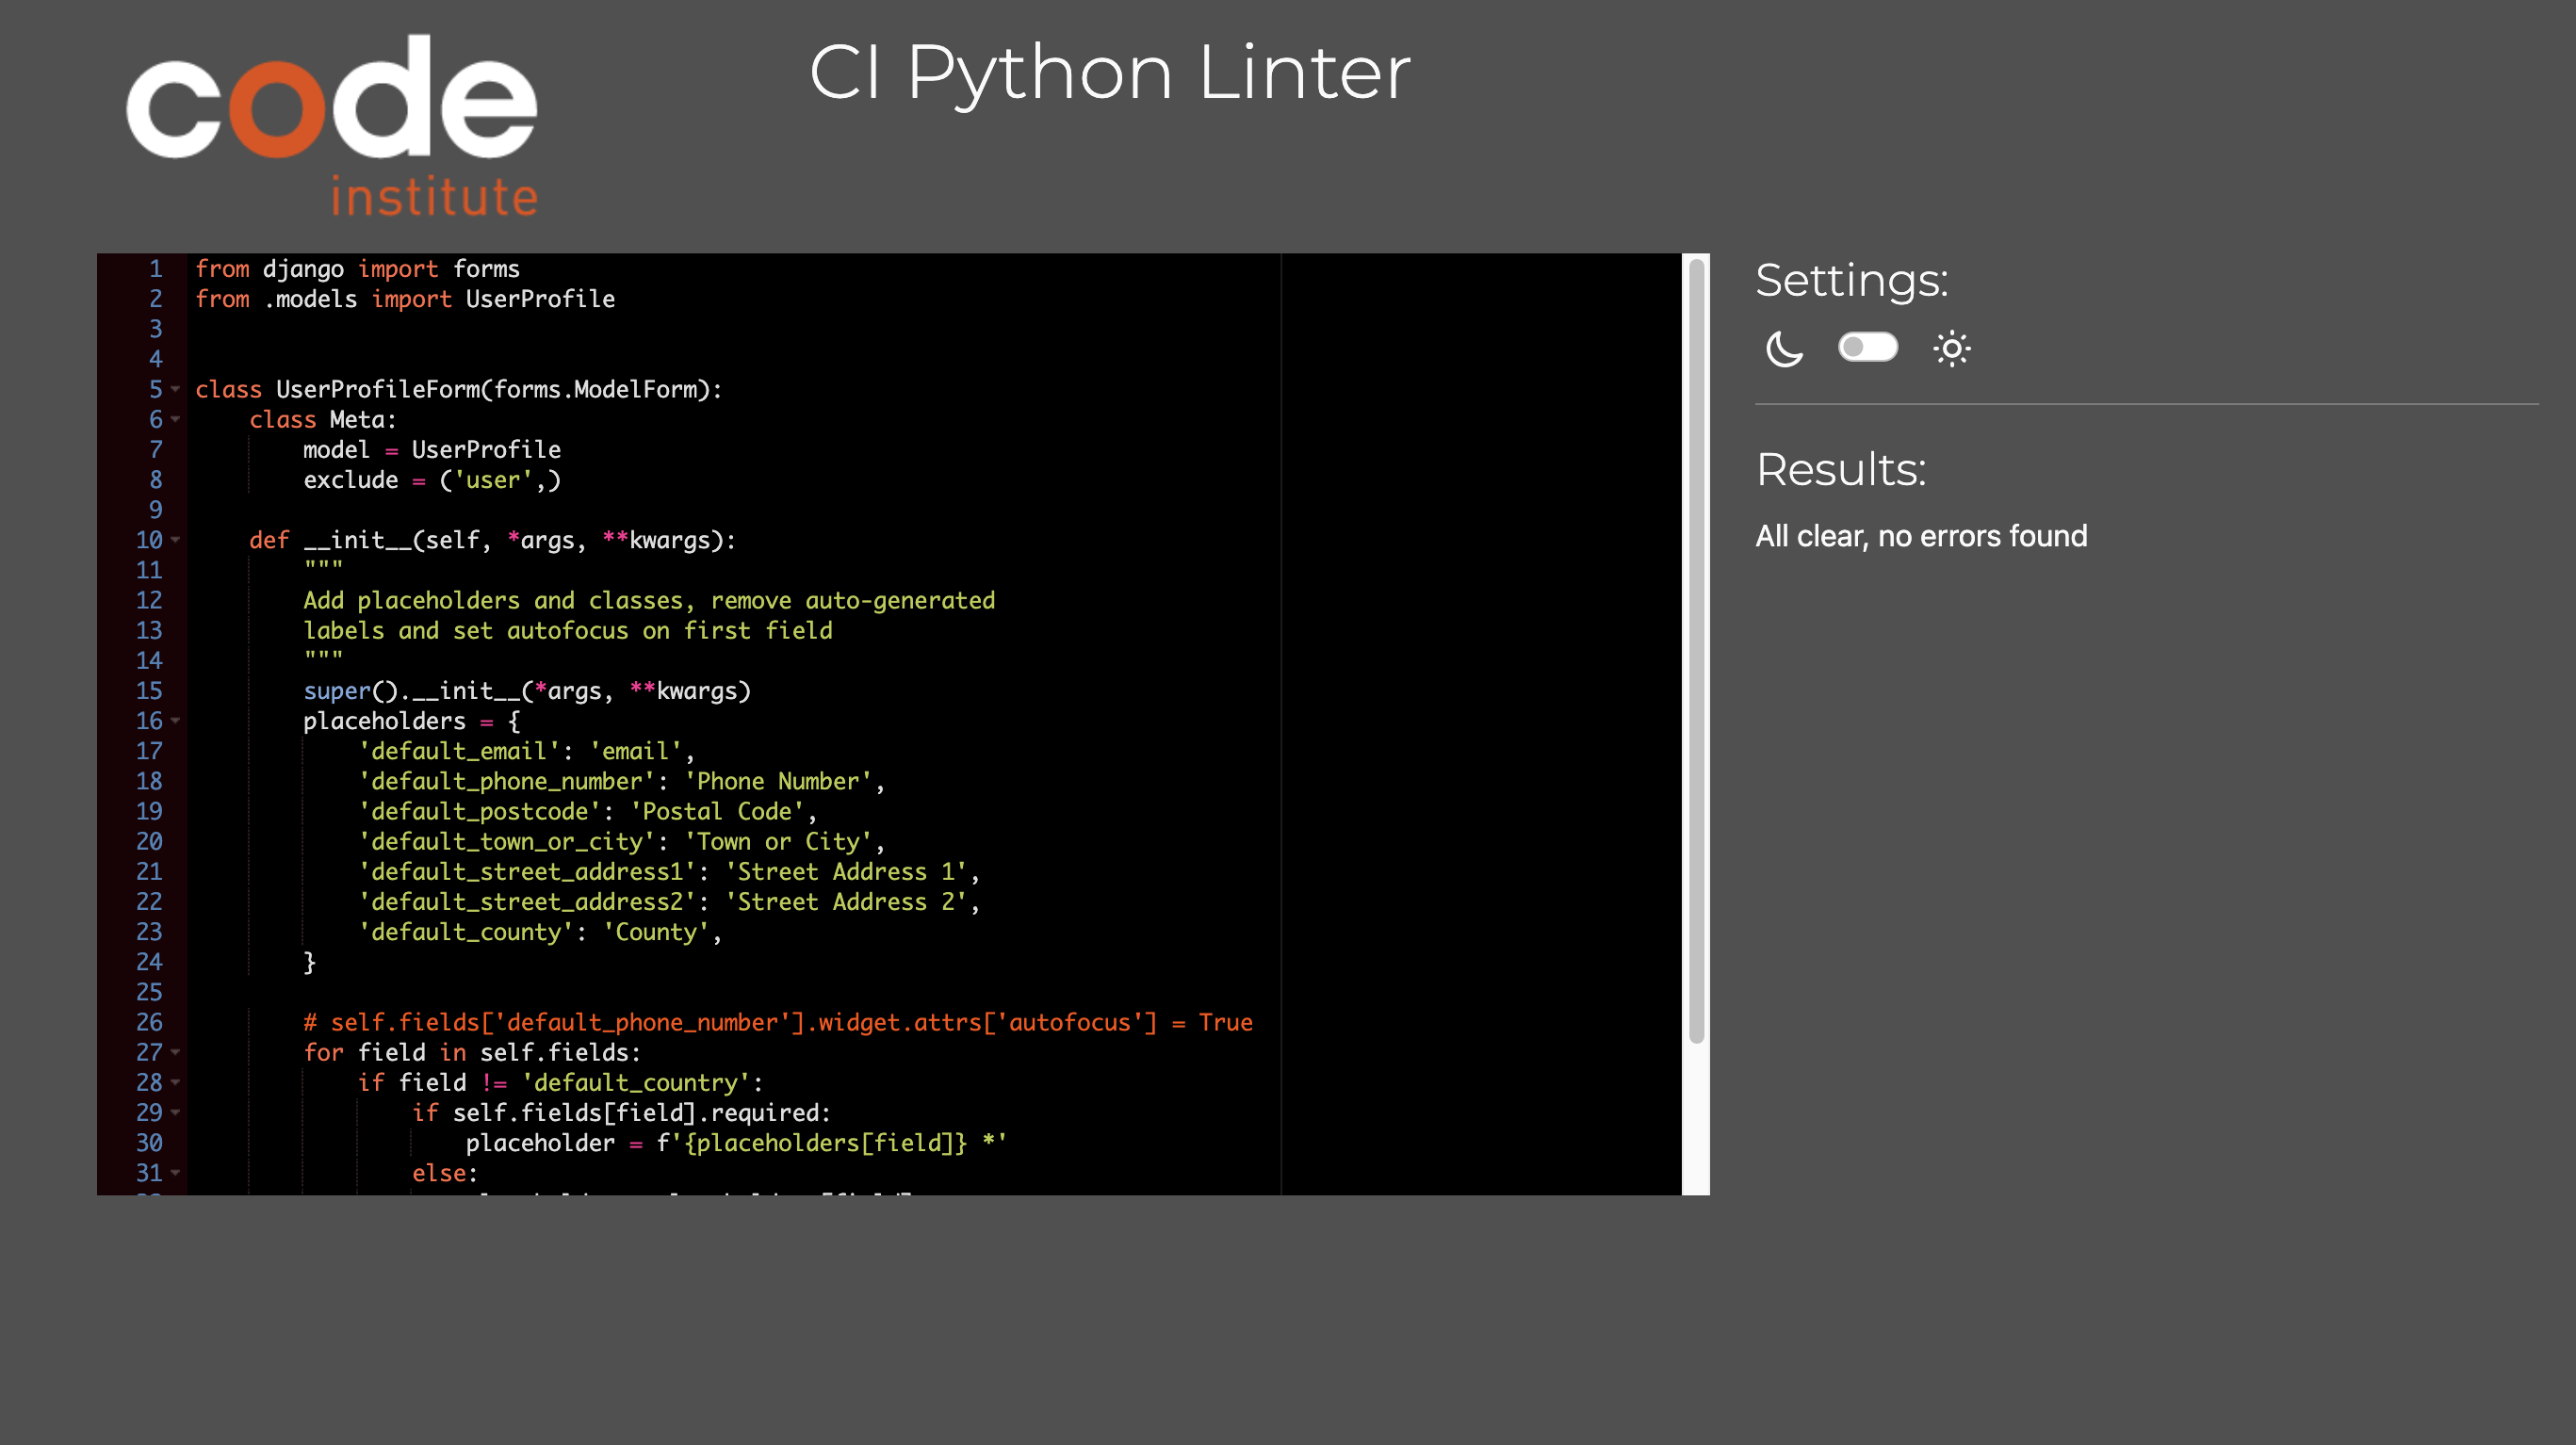 code
institute
CI Python Linter
1 from django import forms
2 from .models import UserProfile
3
4
5 class UserProfileForm(forms.ModelForm):
6     class Meta:
7         model = UserProfile
8         exclude = ('user',)
9
10     def __init__(self, *args, **kwargs):
11         """
12         Add placeholders and classes, remove auto-generated
13         labels and set autofocus on first field
14         """
15         super().__init__(*args, **kwargs)
16         placeholders = {
17             'default_email': 'email',
18             'default_phone_number': 'Phone Number',
19             'default_postcode': 'Postal Code',
20             'default_town_or_city': 'Town or City',
21             'default_street_address1': 'Street Address 1',
22             'default_street_address2': 'Street Address 2',
23             'default_county': 'County',
24         }
25
26         # self.fields['default_phone_number'].widget.attrs['autofocus'] = True
27         for field in self.fields:
28             if field != 'default_country':
29                 if self.fields[field].required:
30                     placeholder = f'{placeholders[field]} *'
31                 else:
Settings:
Results:
All clear, no errors found